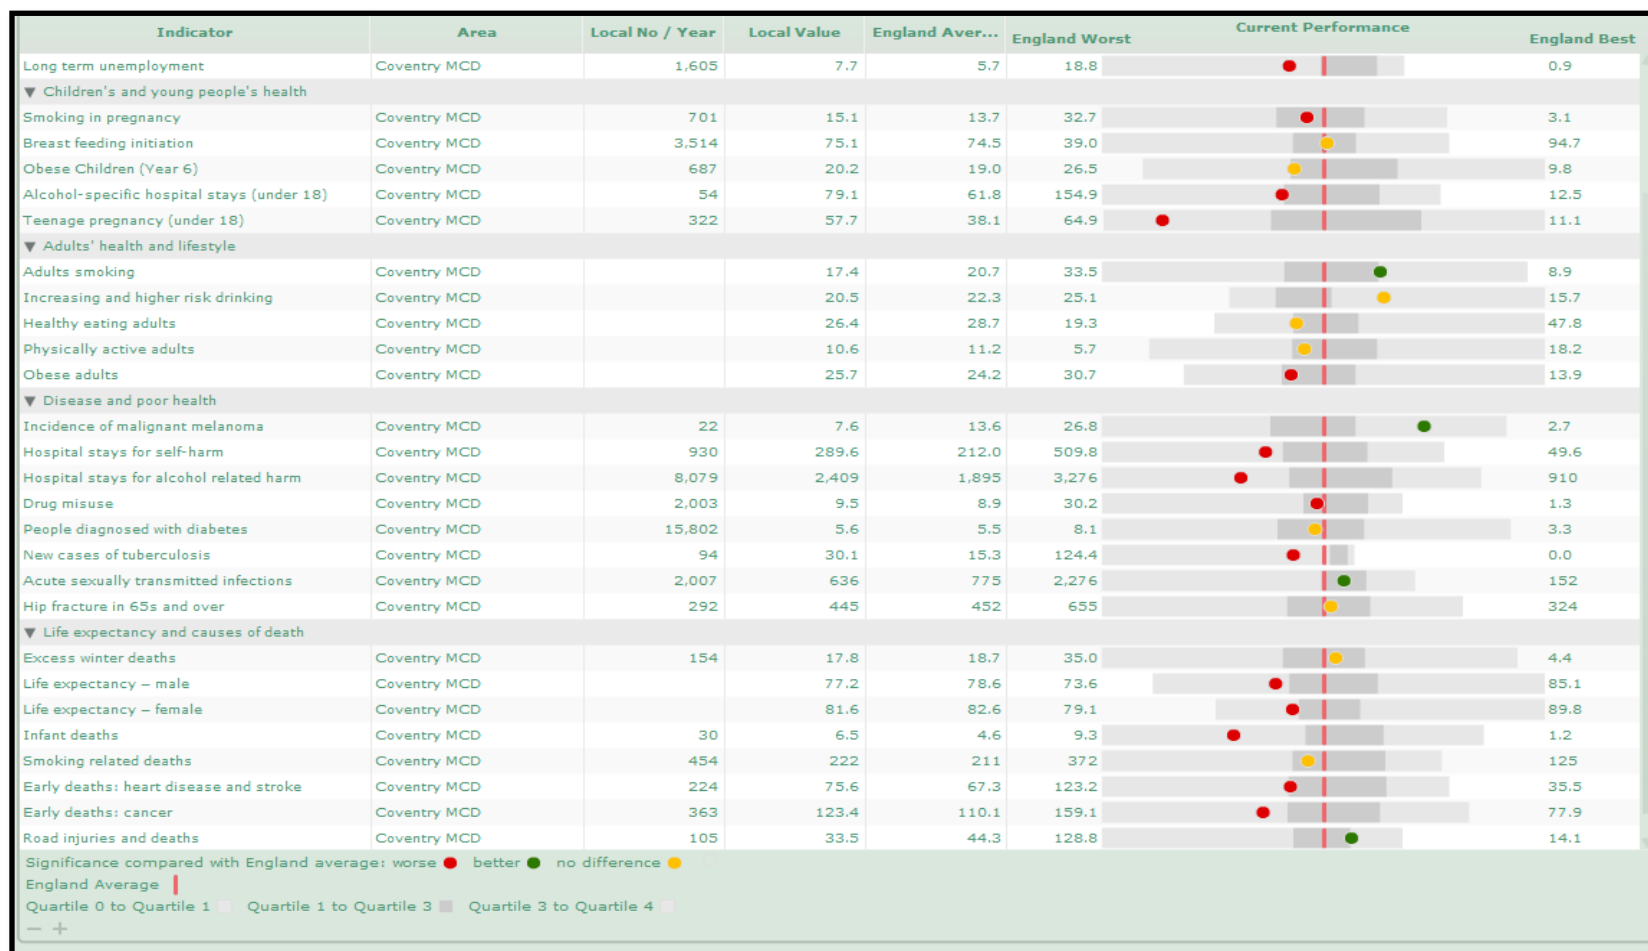 Indicator Area Local No / Year Local Value England Aver... England Worst Current Performance England Best
Long term unemployment Coventry MCD 1,605 7.7 5.7 18.8 0.9
▼ Children's and young people's health
Smoking in pregnancy Coventry MCD 701 15.1 13.7 32.7 3.1
Breast feeding initiation Coventry MCD 3,514 75.1 74.5 39.0 94.7
Obese Children (Year 6) Coventry MCD 687 20.2 19.0 26.5 9.8
Alcohol-specific hospital stays (under 18) Coventry MCD 54 79.1 61.8 154.9 12.5
Teenage pregnancy (under 18) Coventry MCD 322 57.7 38.1 64.9 11.1
▼ Adults' health and lifestyle
Adults smoking Coventry MCD 17.4 20.7 33.5 8.9
Increasing and higher risk drinking Coventry MCD 20.5 22.3 25.1 15.7
Healthy eating adults Coventry MCD 26.4 28.7 19.3 47.8
Physically active adults Coventry MCD 10.6 11.2 5.7 18.2
Obese adults Coventry MCD 25.7 24.2 30.7 13.9
▼ Disease and poor health
Incidence of malignant melanoma Coventry MCD 22 7.6 13.6 26.8 2.7
Hospital stays for self-harm Coventry MCD 930 289.6 212.0 509.8 49.6
Hospital stays for alcohol related harm Coventry MCD 8,079 2,409 1,895 3,276 910
Drug misuse Coventry MCD 2,003 9.5 8.9 30.2 1.3
People diagnosed with diabetes Coventry MCD 15,802 5.6 5.5 8.1 3.3
New cases of tuberculosis Coventry MCD 94 30.1 15.3 124.4 0.0
Acute sexually transmitted infections Coventry MCD 2,007 636 775 2,276 152
Hip fracture in 65s and over Coventry MCD 292 445 452 655 324
▼ Life expectancy and causes of death
Excess winter deaths Coventry MCD 154 17.8 18.7 35.0 4.4
Life expectancy – male Coventry MCD 77.2 78.6 73.6 85.1
Life expectancy – female Coventry MCD 81.6 82.6 79.1 89.8
Infant deaths Coventry MCD 30 6.5 4.6 9.3 1.2
Smoking related deaths Coventry MCD 454 222 211 372 125
Early deaths: heart disease and stroke Coventry MCD 224 75.6 67.3 123.2 35.5
Early deaths: cancer Coventry MCD 363 123.4 110.1 159.1 77.9
Road injuries and deaths Coventry MCD 105 33.5 44.3 128.8 14.1
Significance compared with England average: worse better no difference
England Average
Quartile 0 to Quartile 1 Quartile 1 to Quartile 3 Quartile 3 to Quartile 4
− +